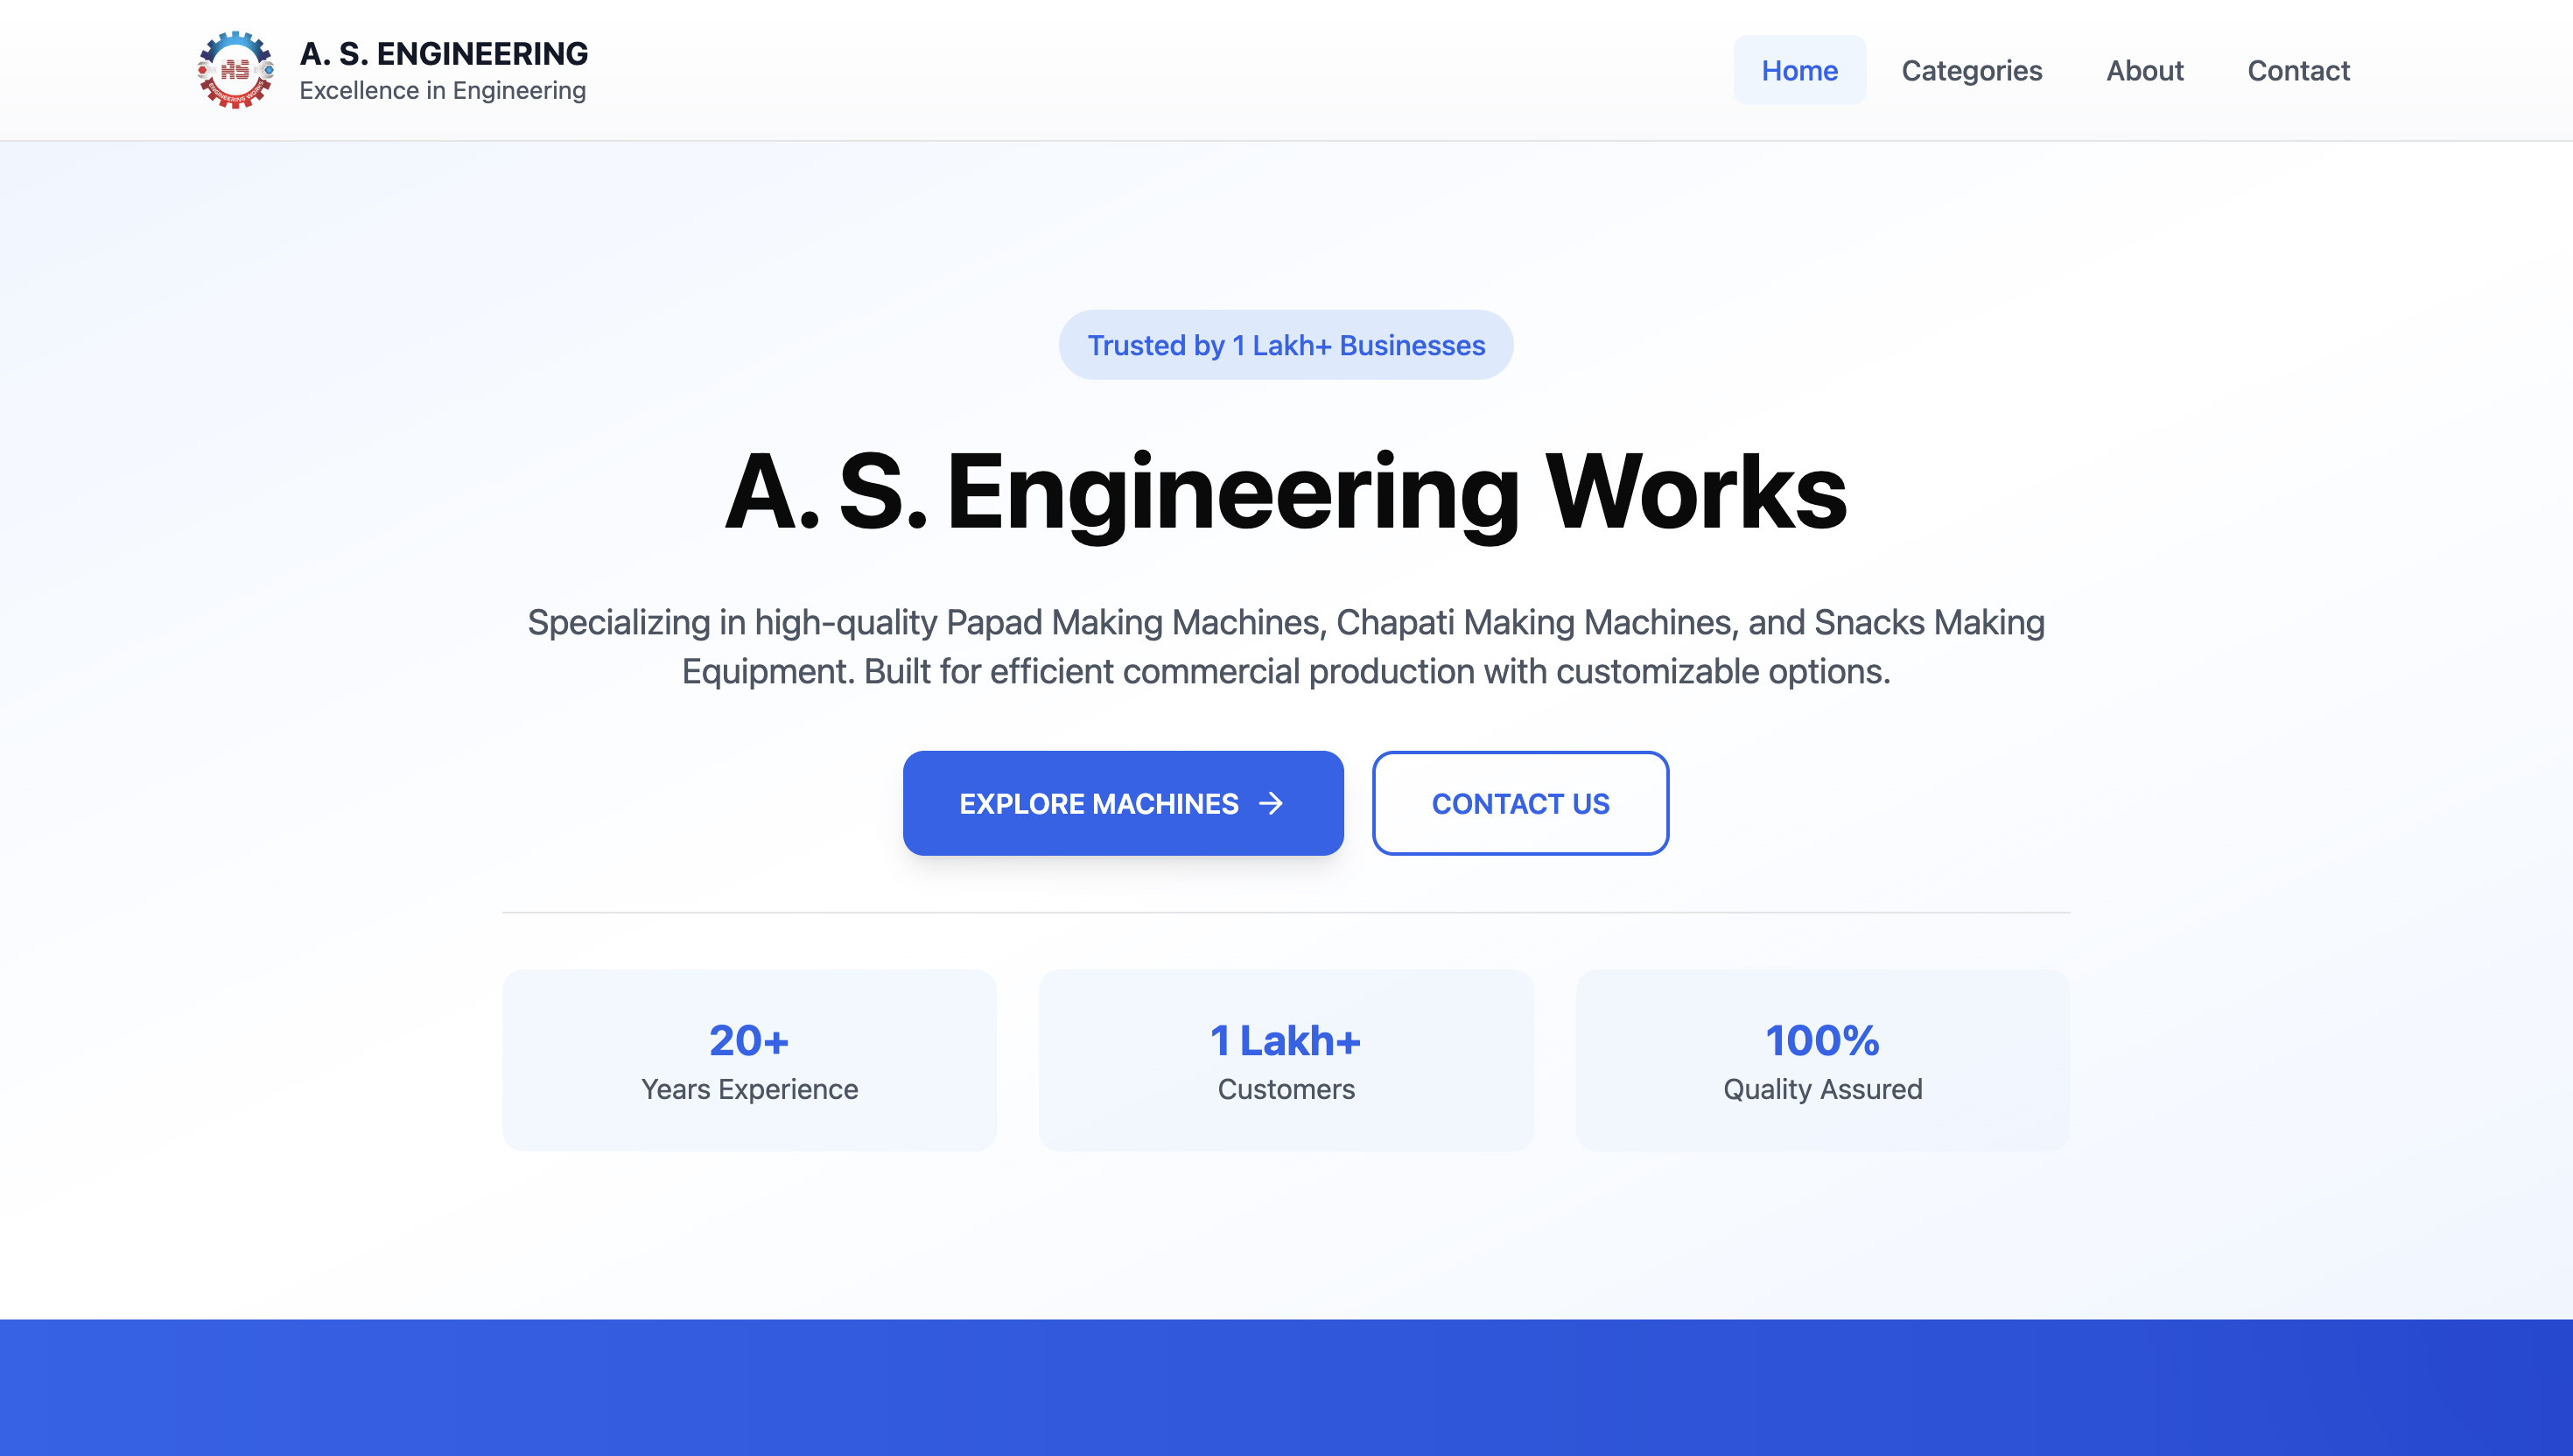 AS
ENGINEERING WORKS
A. S. ENGINEERING
Excellence in Engineering
Home
Categories
About
Contact
Trusted by 1 Lakh+ Businesses
A. S. Engineering Works
Specializing in high-quality Papad Making Machines, Chapati Making Machines, and Snacks Making
Equipment. Built for efficient commercial production with customizable options.
EXPLORE MACHINES →
CONTACT US
20+
Years Experience
1 Lakh+
Customers
100%
Quality Assured